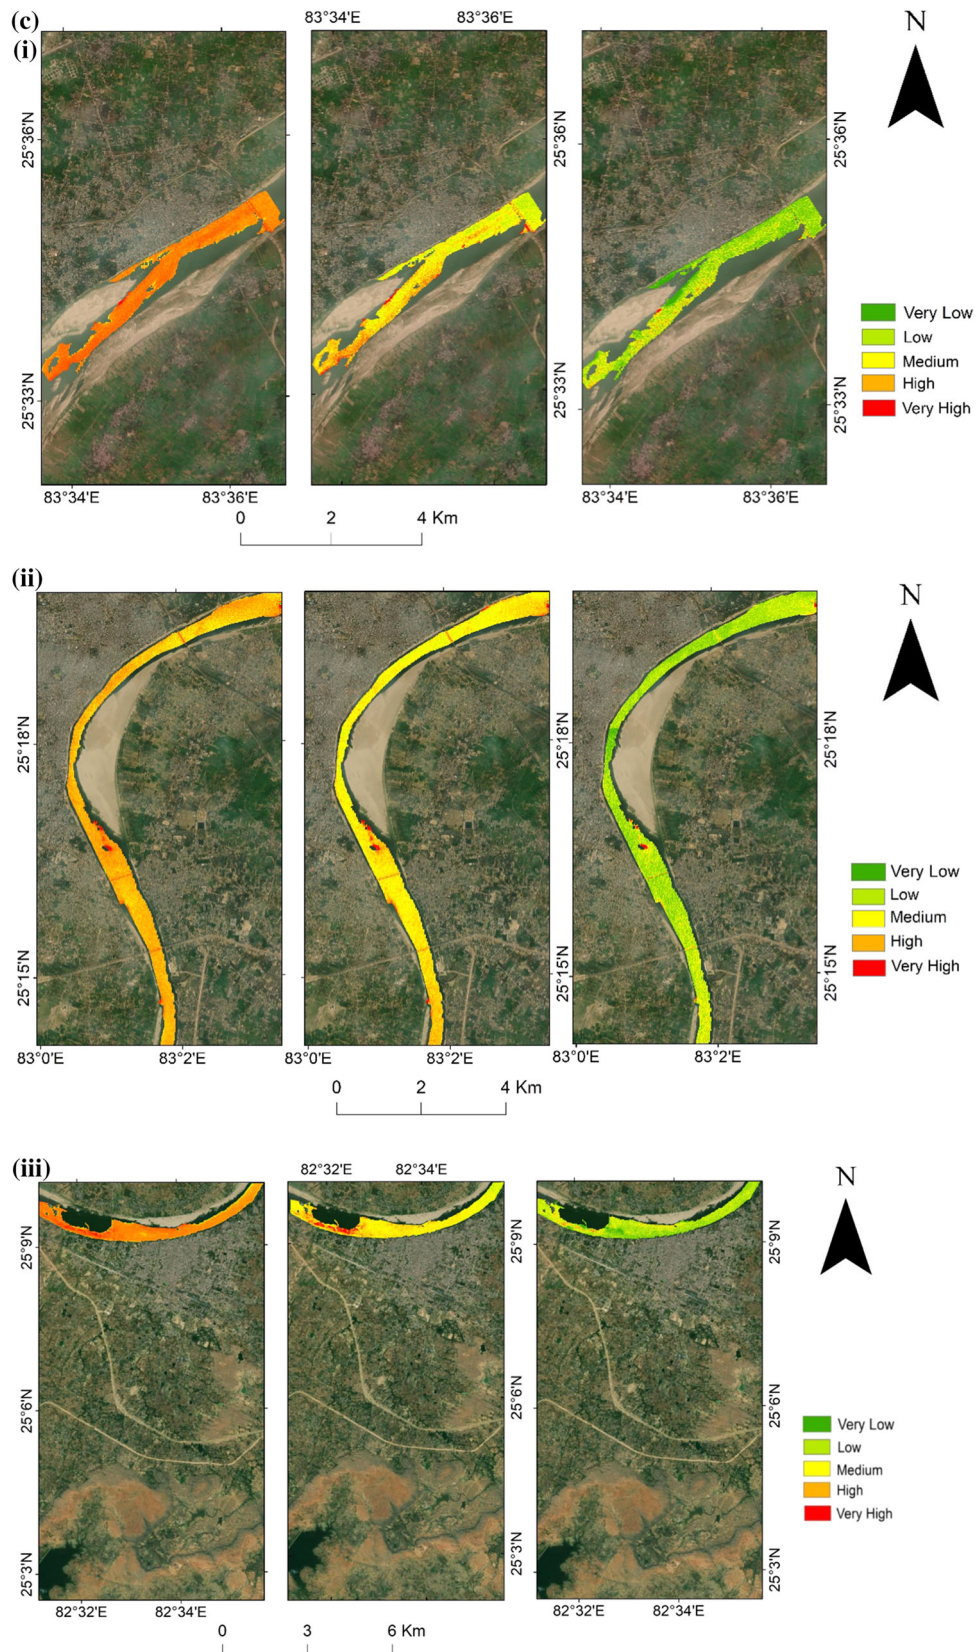 (c)
(i)
83°34'E 83°36'E
N
25°36'N 25°36'N 25°36'N
25°33'N 25°33'N 25°33'N
Very Low
Low
Medium
High
Very High
83°34'E 83°36'E 83°34'E 83°36'E
0 2 4 Km
(ii)
N
25°18'N 25°18'N 25°18'N
25°15'N 25°15'N 25°15'N
Very Low
Low
Medium
High
Very High
83°0'E 83°2'E 83°0'E 83°2'E 83°0'E 83°2'E
0 2 4 Km
(iii)
82°32'E 82°34'E
N
25°9'N 25°9'N 25°9'N
25°6'N 25°6'N 25°6'N
25°3'N 25°3'N 25°3'N
Very Low
Low
Medium
High
Very High
82°32'E 82°34'E 82°32'E 82°34'E
0 3 6 Km